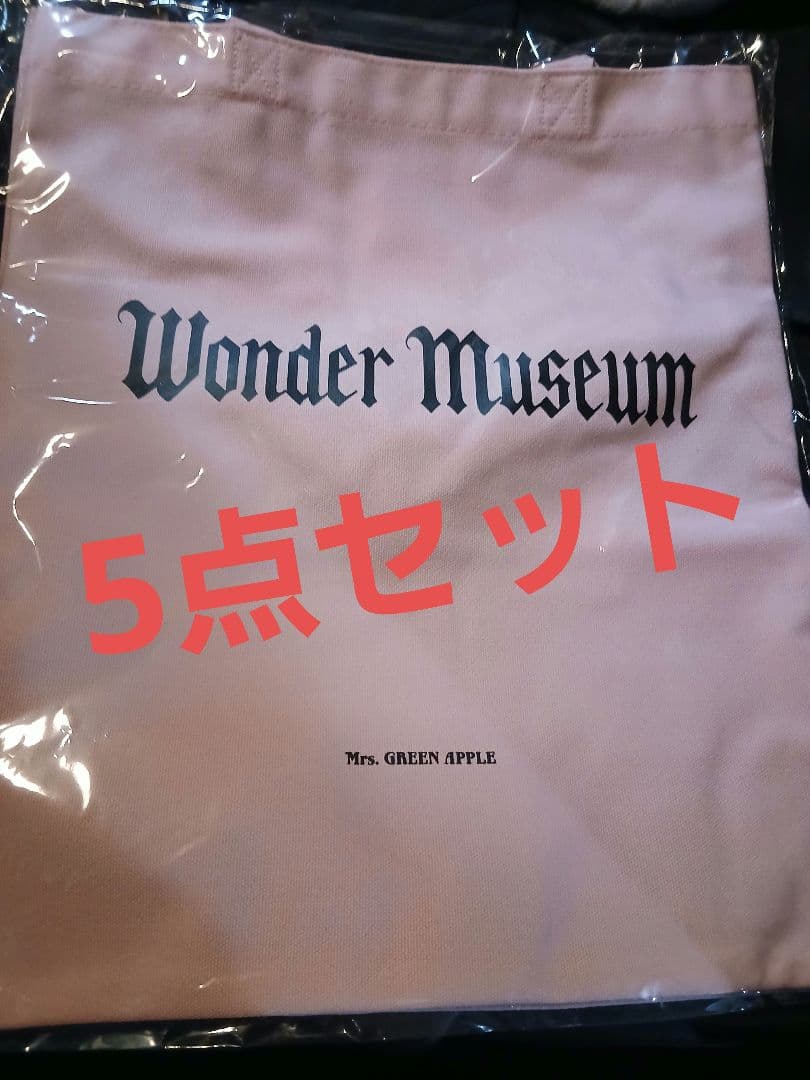 Wonder Museum
5点セット
Mrs. GREEN APPLE